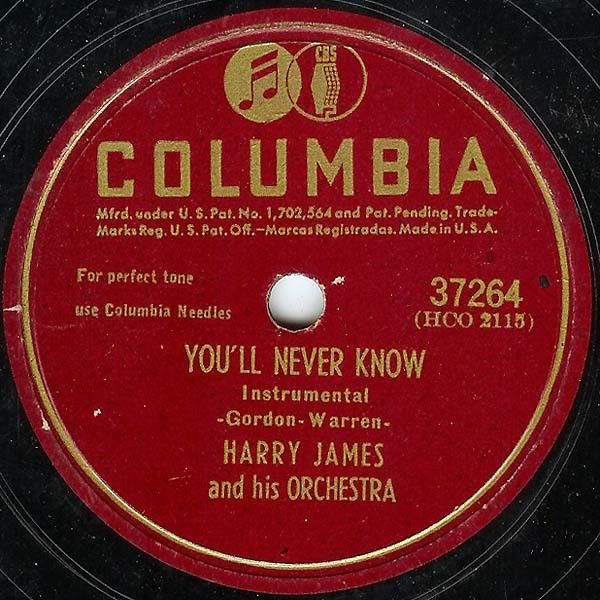 CBS
COLUMBIA
Mfrd. under U. S. Pat. No. 1,702,564 and Pat. Pending. Trade-
Marks Reg. U. S. Pat. Off.—Marcas Registradas. Made in U. S. A.
For perfect tone
use Columbia Needles
37264
(HCO 2115)
YOU'LL NEVER KNOW
Instrumental
-Gordon-Warren-
HARRY JAMES
and his ORCHESTRA